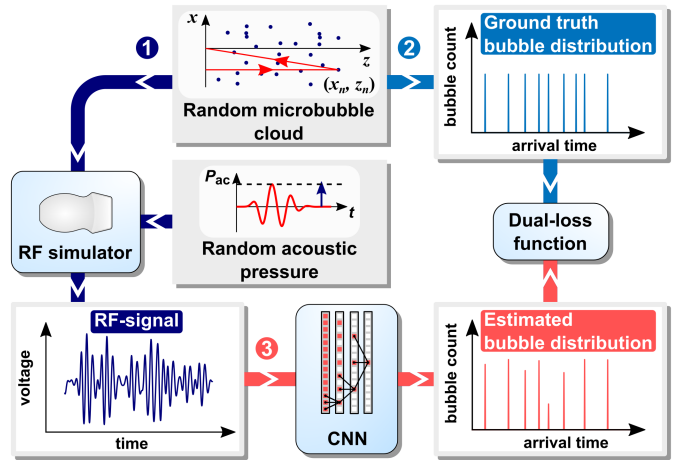 1
x
z
(xn, zn)
Random microbubble
cloud
2
Ground truth
bubble distribution
bubble count
arrival time
RF simulator
Pac
t
Random acoustic
pressure
Dual-loss
function
RF-signal
voltage
time
3
CNN
Estimated
bubble distribution
bubble count
arrival time